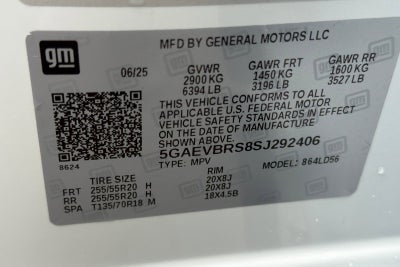 gm
MFD BY GENERAL MOTORS LLC
06/25 GVWR GAWR FRT GAWR RR
2900 KG 1450 KG 1600 KG
6394 LB 3196 LB 3527 LB
THIS VEHICLE CONFORMS TO ALL
APPLICABLE U.S. FEDERAL MOTOR
VEHICLE SAFETY STANDARDS IN
EFFECT ON THE DATE OF
MANUFACTURE SHOWN ABOVE.
5GAEVBRS8SJ292406
8624 TYPE: MPV MODEL: 864LD56
TIRE SIZE RIM
FRT 255/55R20 H 20X8J
RR 255/55R20 H 20X8J
SPA T135/70R18 M 18X4.5B